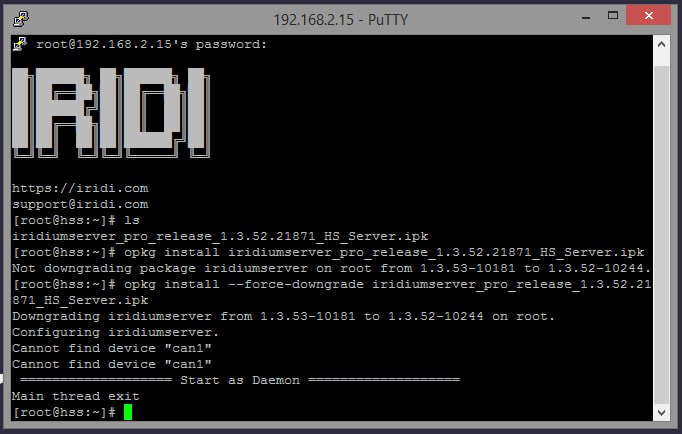 192.168.2.15 - PuTTY
root@192.168.2.15's password:
IRIDI
https://iridi.com
support@iridi.com
[root@hss:~]# ls
iridiumserver_pro_release_1.3.52.21871_HS_Server.ipk
[root@hss:~]# opkg install iridiumserver_pro_release_1.3.52.21871_HS_Server.ipk
Not downgrading package iridiumserver on root from 1.3.53-10181 to 1.3.52-10244.
[root@hss:~]# opkg install --force-downgrade iridiumserver_pro_release_1.3.52.21
871_HS_Server.ipk
Downgrading iridiumserver from 1.3.53-10181 to 1.3.52-10244 on root.
Configuring iridiumserver.
Cannot find device "can1"
Cannot find device "can1"
=================== Start as Daemon ===================
Main thread exit
[root@hss:~]#